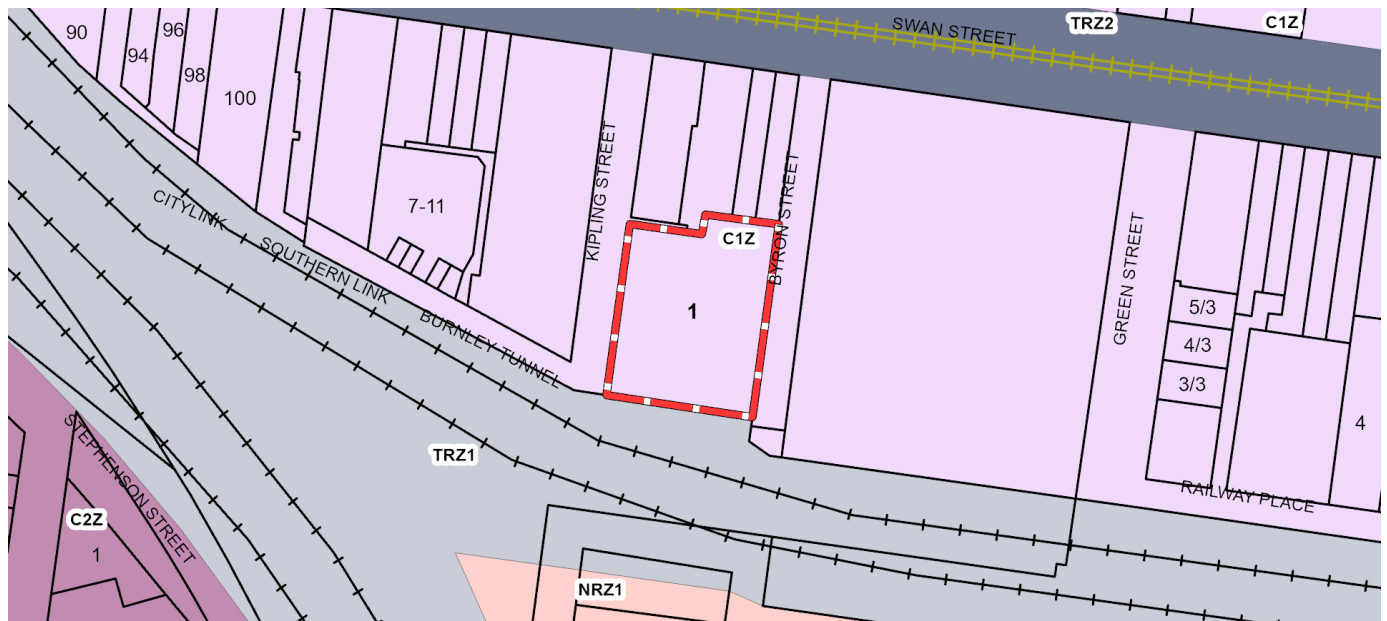 SWAN STREET
TRZ2
C1Z
90
94
96
98
100
KIPLING STREET
BYRON STREET
7-11
CITYLINK
SOUTHERN LINK
BURNLEY TUNNEL
C1Z
1
GREEN STREET
5/3
4/3
3/3
4
RAILWAY PLACE
TRZ1
STEPHENSON STREET
C2Z
1
NRZ1